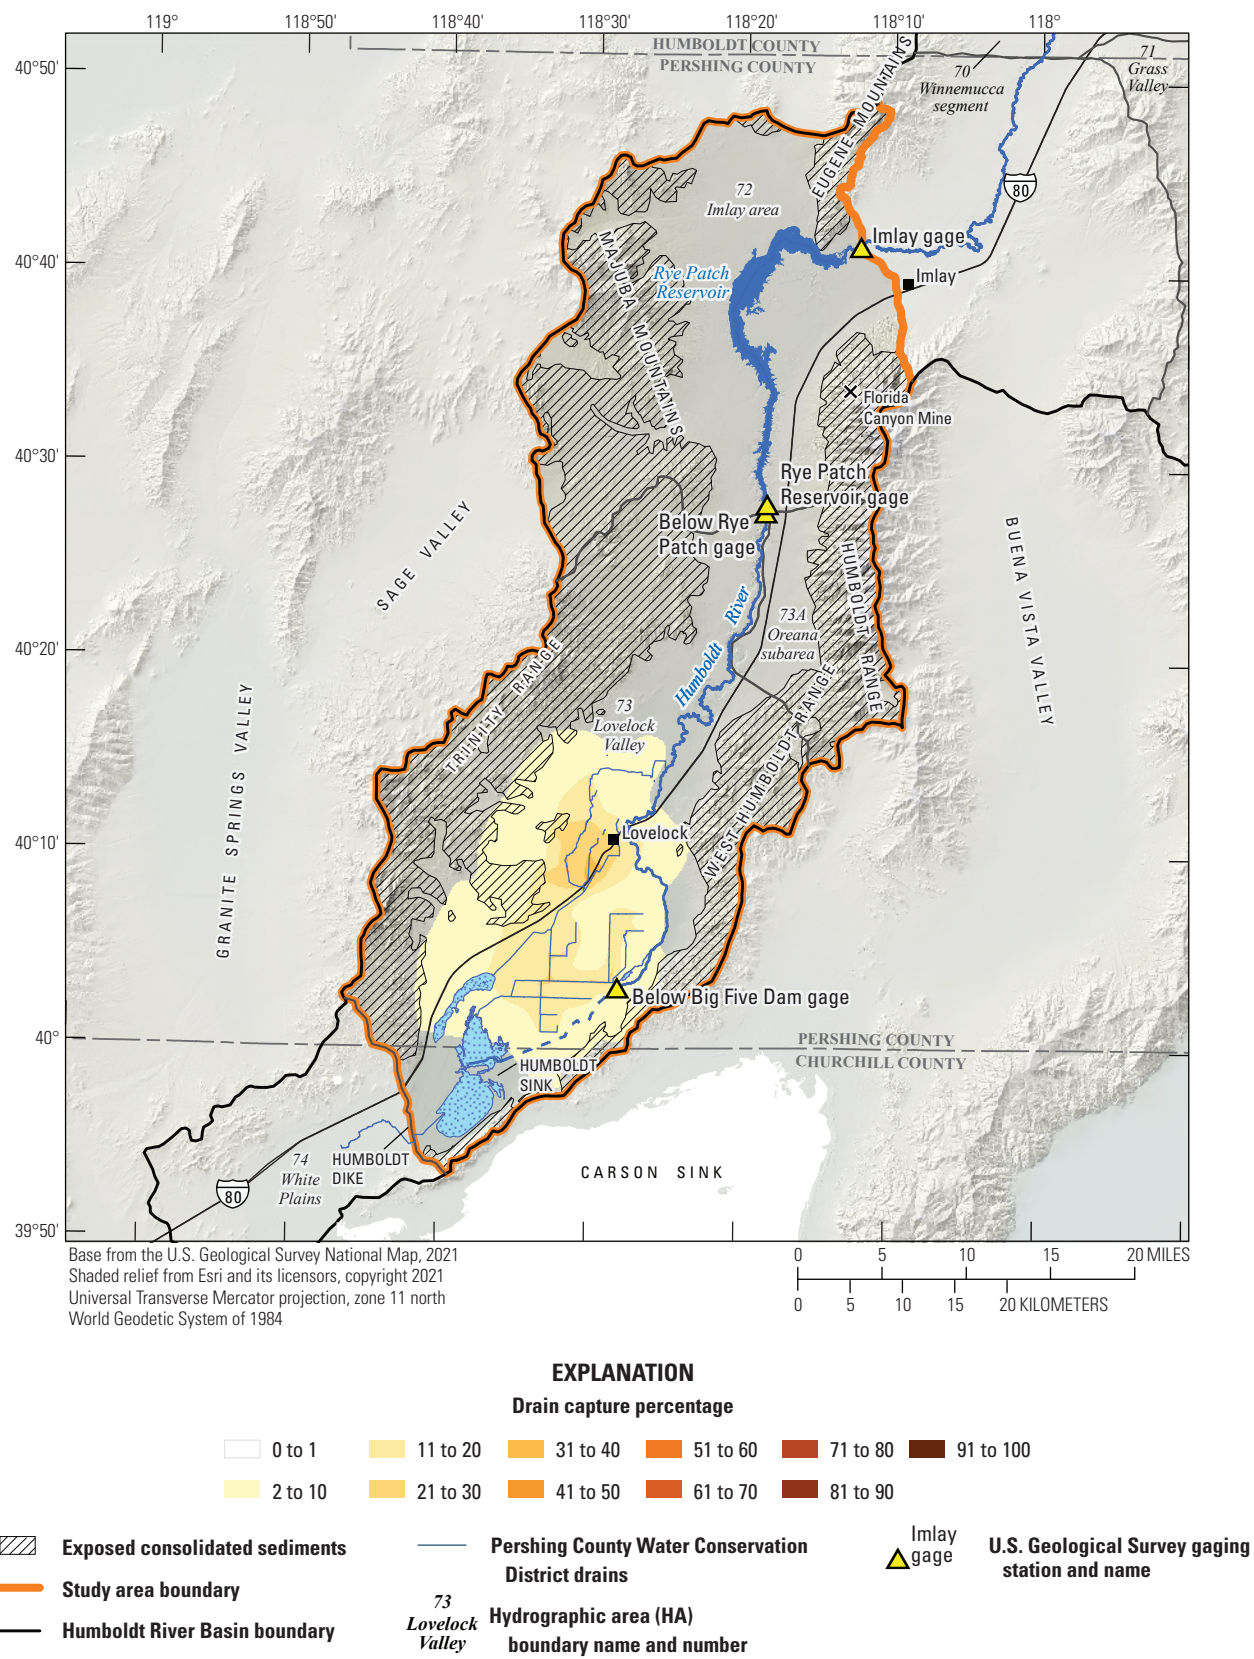 119°
118°50'
118°40'
118°30'
118°20'
118°10'
118°
40°50'
40°40'
40°30'
40°20'
40°10'
40°
39°50'
HUMBOLDT COUNTY
PERSHING COUNTY
70
Winnemucca
segment
71
Grass
Valley
EUGENE MOUNTAINS
72
Imlay area
80
Imlay gage
Imlay
Rye Patch
Reservoir
MAJUBA MOUNTAINS
Florida
Canyon Mine
Rye Patch
Reservoir gage
Below Rye
Patch gage
SAGE VALLEY
BUENA VISTA VALLEY
HUMBOLDT RANGE
Humboldt River
73A
Oreana
subarea
TRINITY RANGE
73
Lovelock
Valley
WEST HUMBOLDT RANGE
GRANITE SPRINGS VALLEY
Lovelock
Below Big Five Dam gage
PERSHING COUNTY
CHURCHILL COUNTY
HUMBOLDT
SINK
HUMBOLDT
DIKE
74
White
Plains
80
CARSON SINK
Base from the U.S. Geological Survey National Map, 2021
Shaded relief from Esri and its licensors, copyright 2021
Universal Transverse Mercator projection, zone 11 north
World Geodetic System of 1984
0 5 10 15 20 MILES
0 5 10 15 20 KILOMETERS
EXPLANATION
Drain capture percentage
0 to 1
11 to 20
31 to 40
51 to 60
71 to 80
91 to 100
2 to 10
21 to 30
41 to 50
61 to 70
81 to 90
Exposed consolidated sediments
Study area boundary
Humboldt River Basin boundary
Pershing County Water Conservation
District drains
73
Lovelock
Valley
Hydrographic area (HA)
boundary name and number
Imlay
gage
U.S. Geological Survey gaging
station and name